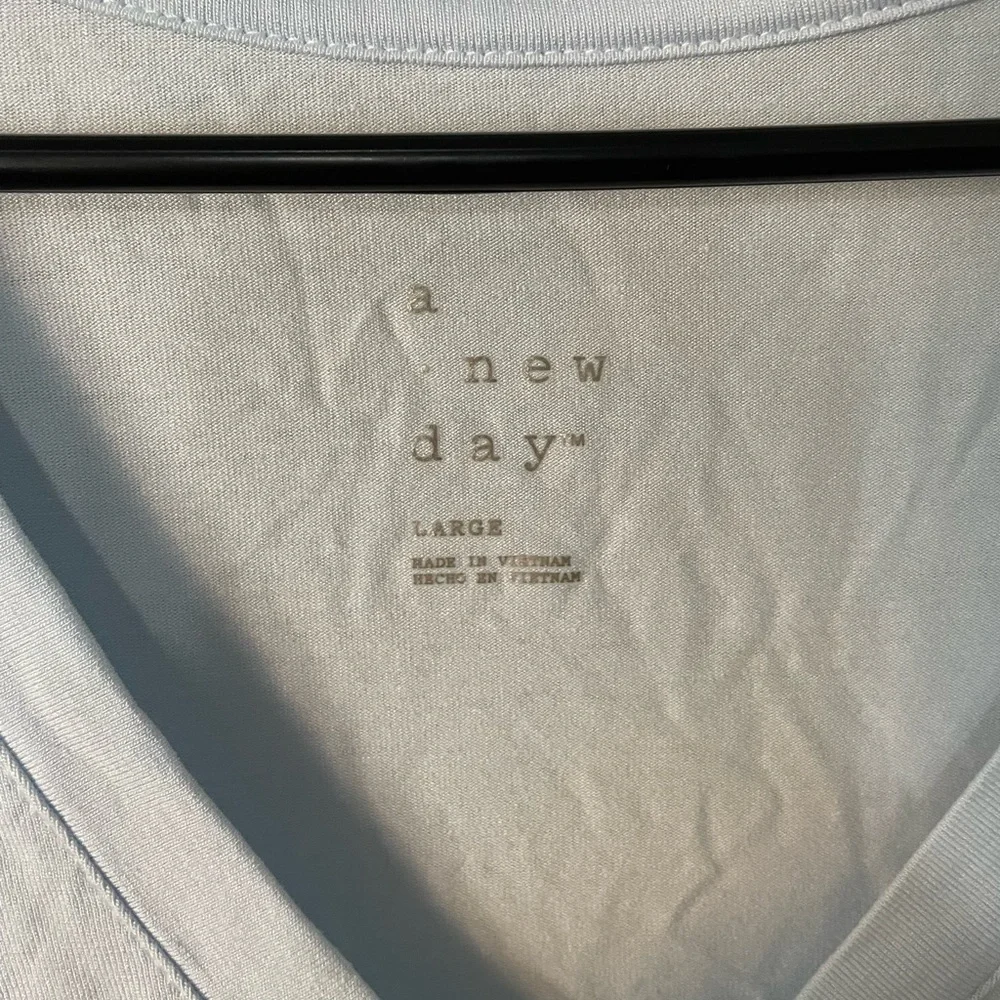 a
new
day™
LARGE
MADE IN VIETNAM
HECHO EN VIETNAM